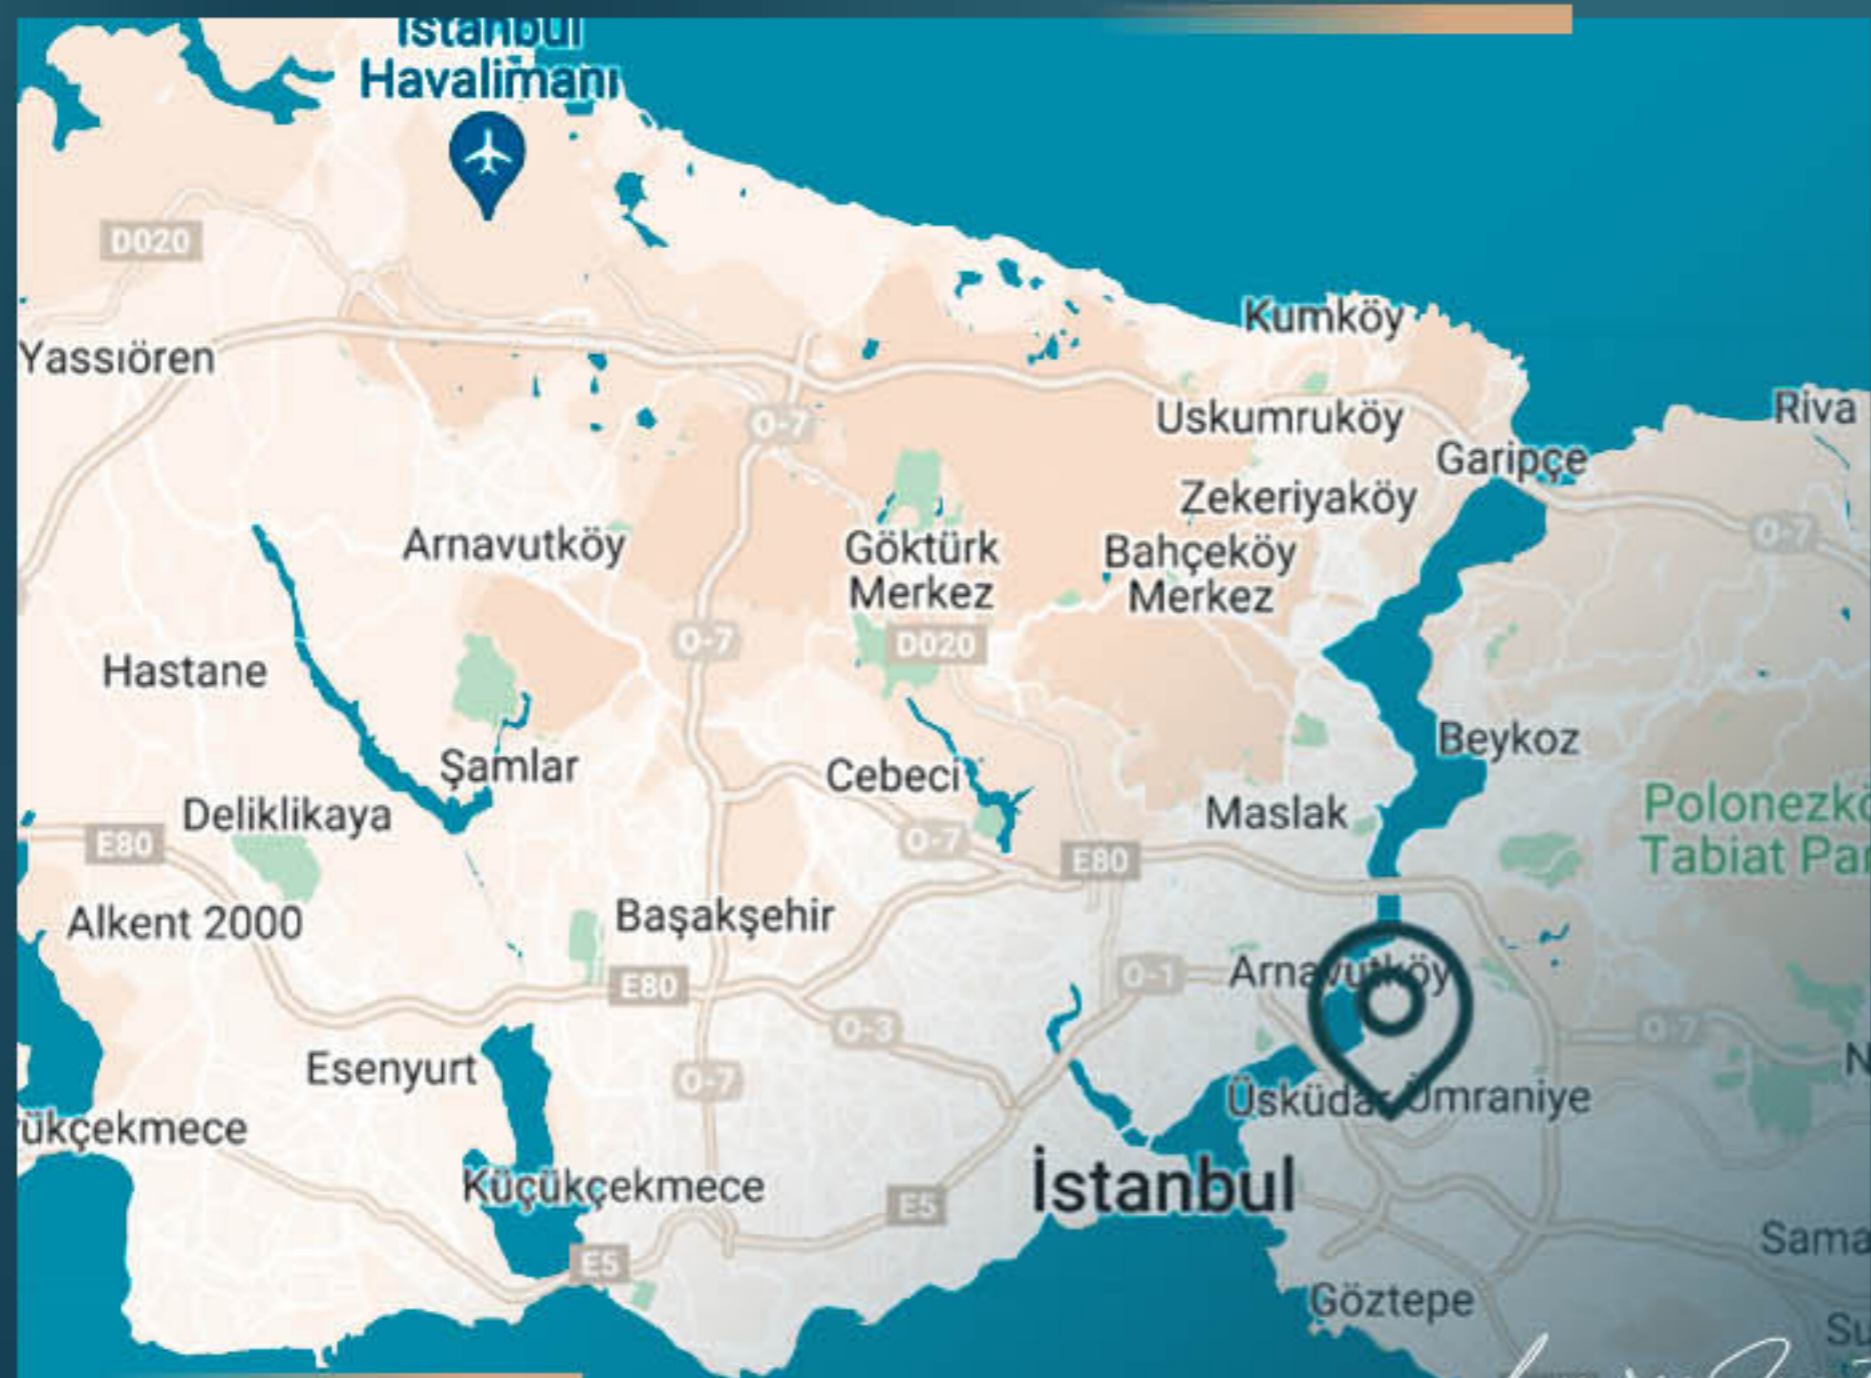 İstanbul
Havalimanı
D020
Kumköy
Yassıören
Riva
O-7
Uskumruköy
Garipçe
Zekeriyaköy
O-7
Arnavutköy
Göktürk
Merkez
Bahçeköy
Merkez
O-7
D020
Hastane
Beykoz
Şamlar
Cebeci
Polonezkö
Tabiat Par
Deliklikaya
Maslak
E80
O-7
E80
Alkent 2000
Başakşehir
Arnavutköy
O-1
E80
O-3
O-7
Esenyurt
N
O-7
Üsküdar
Ümraniye
ükçekmece
Küçükçekmece
İstanbul
E5
Sama
E5
Göztepe
Su